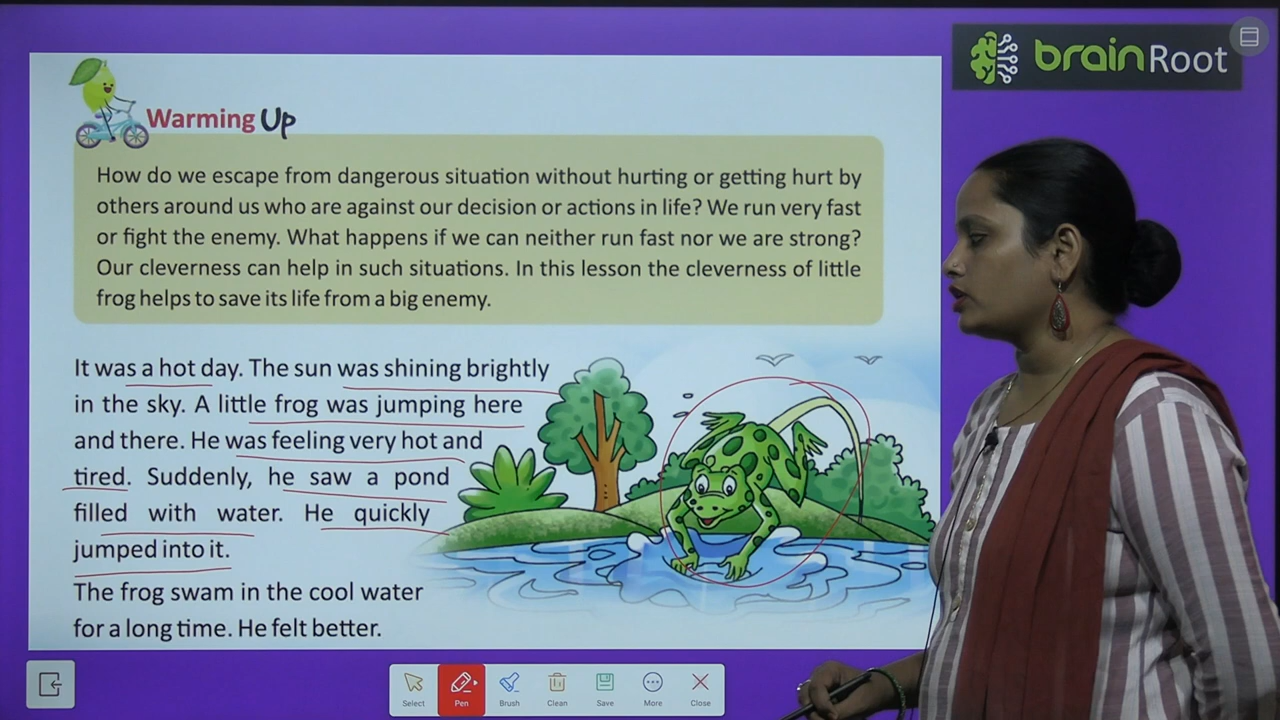 brainRoot
Warming Up
How do we escape from dangerous situation without hurting or getting hurt by
others around us who are against our decision or actions in life? We run very fast
or fight the enemy. What happens if we can neither run fast nor we are strong?
Our cleverness can help in such situations. In this lesson the cleverness of little
frog helps to save its life from a big enemy.
It was a hot day. The sun was shining brightly
in the sky. A little frog was jumping here
and there. He was feeling very hot and
tired. Suddenly, he saw a pond
filled with water. He quickly
jumped into it.
The frog swam in the cool water
for a long time. He felt better.
Select Pen Brush Clean Save More Close